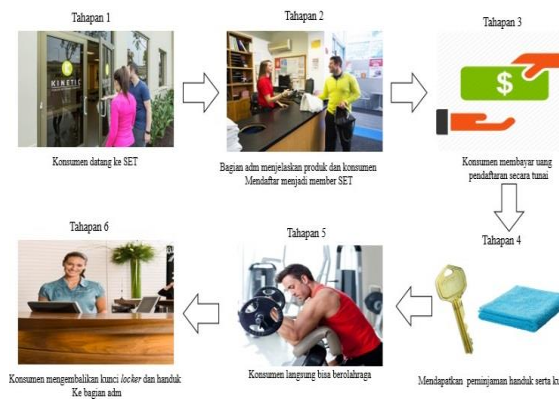 Tahapan 1
KINETIC
Konsumen datang ke SET
Tahapan 2
Bagian adm menjelaskan produk dan konsumen
Mendaftar menjadi member SET
Tahapan 3
$
Konsumen membayar uang
pendaftaran secara tunai
Tahapan 4
Mendapatkan peminjaman handuk serta
Tahapan 5
Konsumen langsung bisa berolahraga
Tahapan 6
Konsumen mengembalikan kunci locker dan handuk
Ke bagian adm